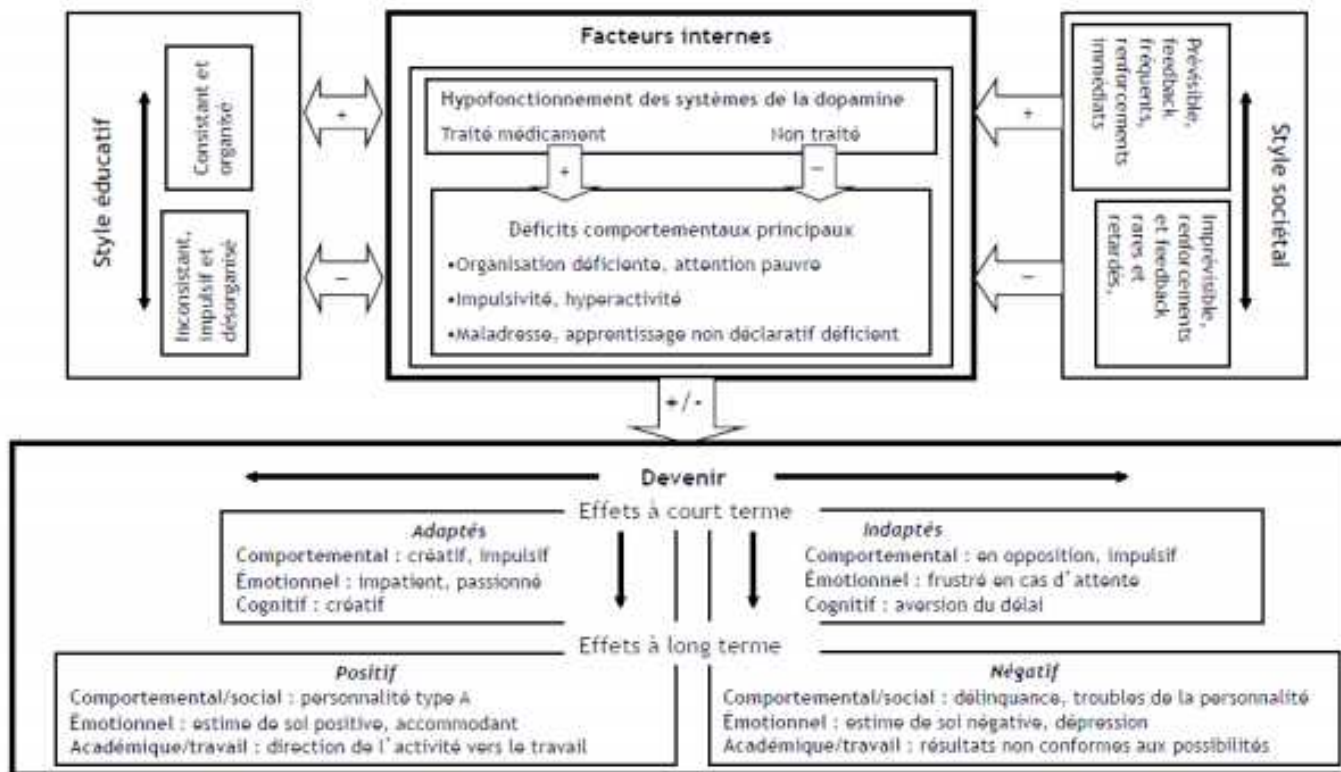 Style éducatif
Consistant et
organisé
Inconsistant,
impulsif et
désorganisé
+
−
Facteurs internes
Hypofonctionnement des systèmes de la dopamine
Traité médicament Non traité
+ −
Déficits comportementaux principaux
•Organisation déficiente, attention pauvre
•Impulsivité, hyperactivité
•Maladresse, apprentissage non déclaratif déficient
+
−
Prévisible,
feedback
fréquents,
renforcements
immédiats
Imprévisible,
renforcements
et feedback
rares et
retardés,
Style sociétal
+/-
Devenir
Effets à court terme
Adaptés
Comportemental : créatif, impulsif
Émotionnel : impatient, passionné
Cognitif : créatif
Indaptés
Comportemental : en opposition, impulsif
Émotionnel : frustré en cas d'attente
Cognitif : aversion du délai
Effets à long terme
Positif
Comportemental/social : personnalité type A
Émotionnel : estime de soi positive, accommodant
Académique/travail : direction de l'activité vers le travail
Négatif
Comportemental/social : délinquance, troubles de la personnalité
Émotionnel : estime de soi négative, dépression
Académique/travail : résultats non conformes aux possibilités